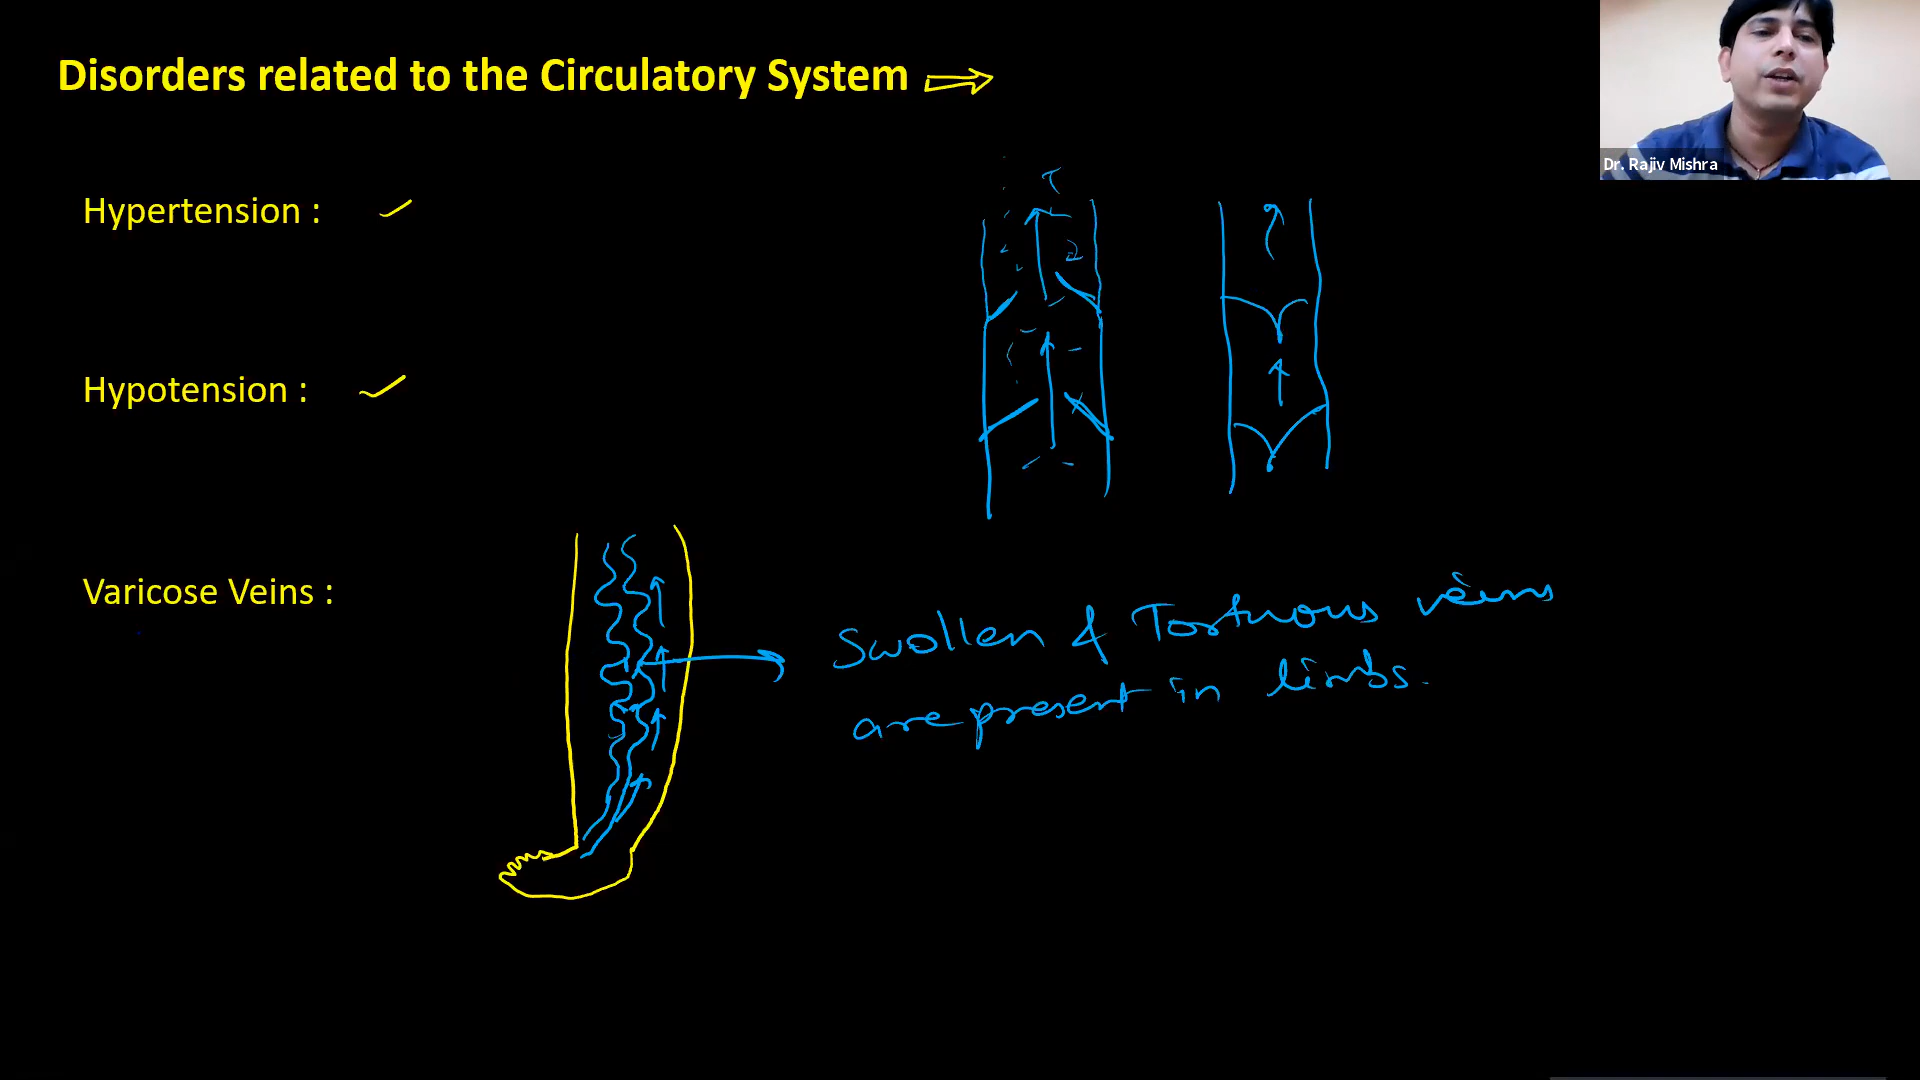 Disorders related to the Circulatory System
Dr. Rajiv Mishra
Hypertension :
Hypotension :
Varicose Veins :
Swollen & Tortuous veins
are present in limbs.